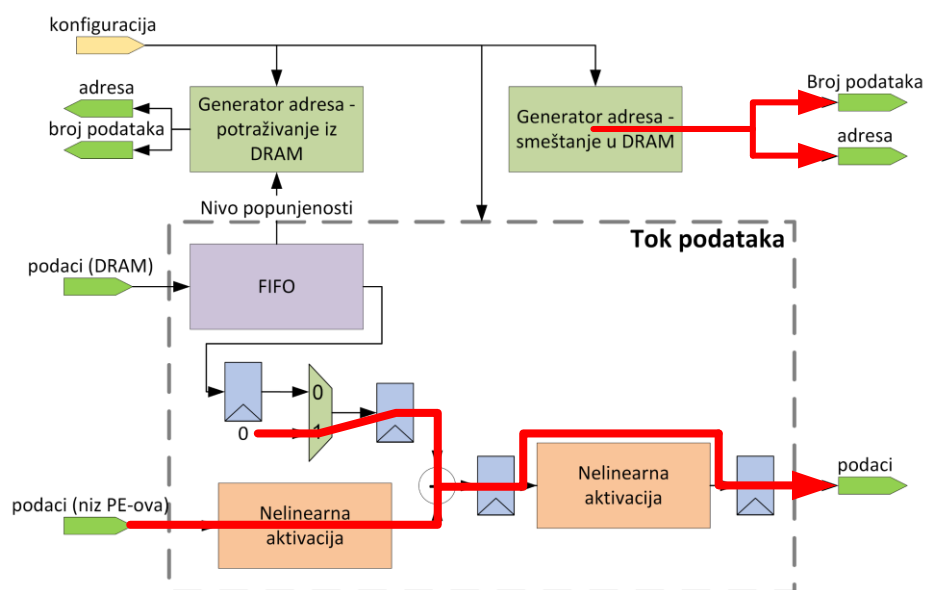 konfiguracija
adresa
broj podataka
Generator adresa -
potraživanje iz
DRAM
Generator adresa -
smeštanje u DRAM
Broj podataka
adresa
Nivo popunjenosti
Tok podataka
podaci (DRAM)
FIFO
0
0
1
podaci (niz PE-ova)
Nelinearna
aktivacija
Nelinearna
aktivacija
podaci